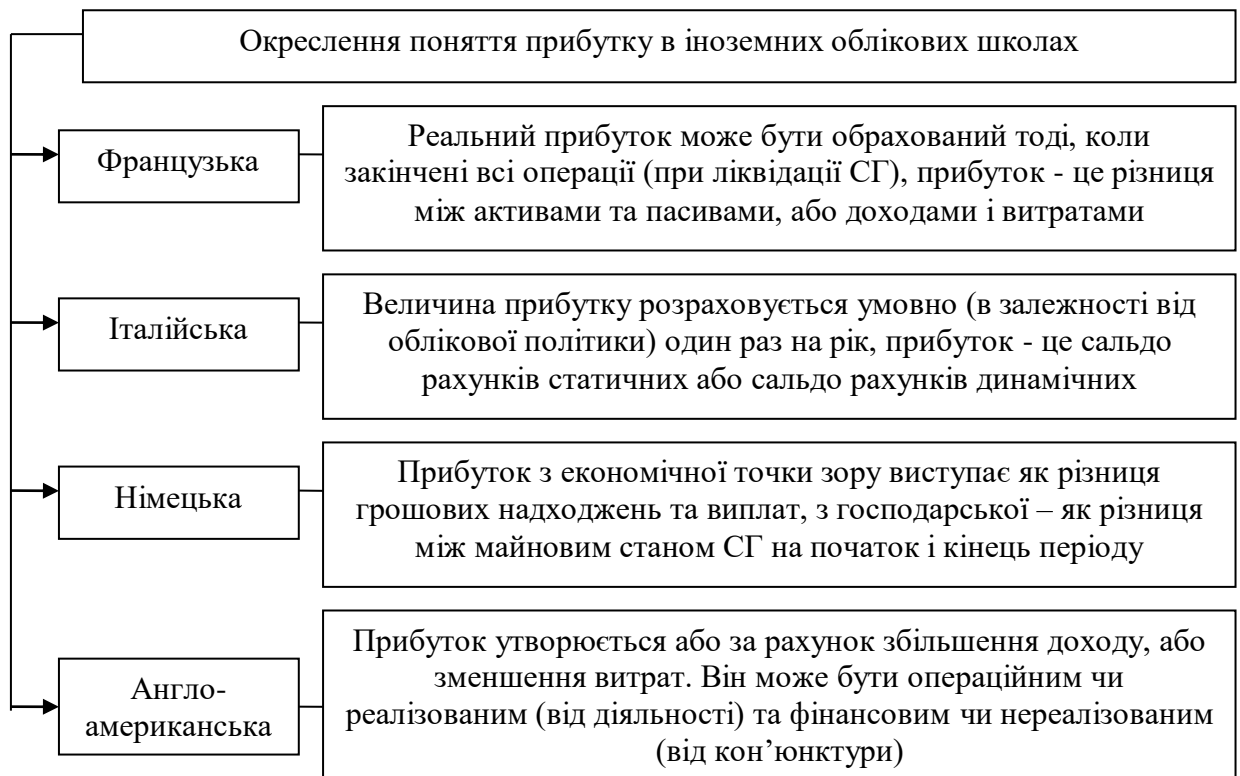 Окреслення поняття прибутку в іноземних облікових школах
Французька
Реальний прибуток може бути обрахований тоді, коли
закінчені всі операції (при ліквідації СГ), прибуток - це різниця
між активами та пасивами, або доходами і витратами
Італійська
Величина прибутку розраховується умовно (в залежності від
облікової політики) один раз на рік, прибуток - це сальдо
рахунків статичних або сальдо рахунків динамічних
Німецька
Прибуток з економічної точки зору виступає як різниця
грошових надходжень та виплат, з господарської – як різниця
між майновим станом СГ на початок і кінець періоду
Англо-
американська
Прибуток утворюється або за рахунок збільшення доходу, або
зменшення витрат. Він може бути операційним чи
реалізованим (від діяльності) та фінансовим чи нереалізованим
(від кон’юнктури)